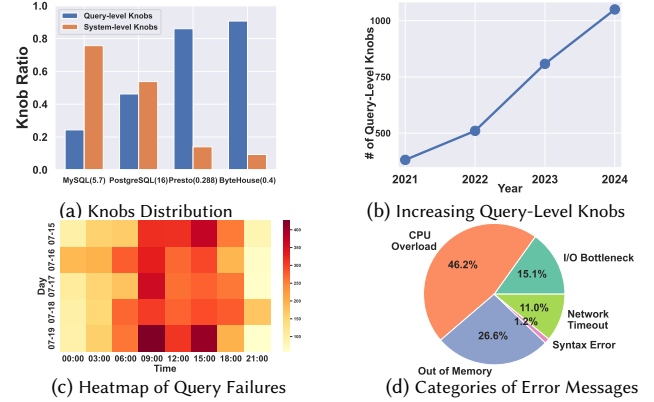 1.0
0.8
0.6
0.4
0.2
0.0
Knob Ratio
Query-level Knobs
System-level Knobs
MySQL(5.7) PostgreSQL(16) Presto(0.288) ByteHouse(0.4)
(a) Knobs Distribution
1000
500
# of Query-Level Knobs
2021 2022 2023 2024
Year
(b) Increasing Query-Level Knobs
Day
07-15
07-16
07-17
07-18
07-19
00:00 03:00 06:00 09:00 12:00 15:00 18:00 21:00
Time
400
350
300
250
200
150
100
(c) Heatmap of Query Failures
CPU
Overload
46.2%
I/O Bottleneck
15.1%
11.0%
Network
Timeout
1.2%
Syntax Error
26.6%
Out of Memory
(d) Categories of Error Messages